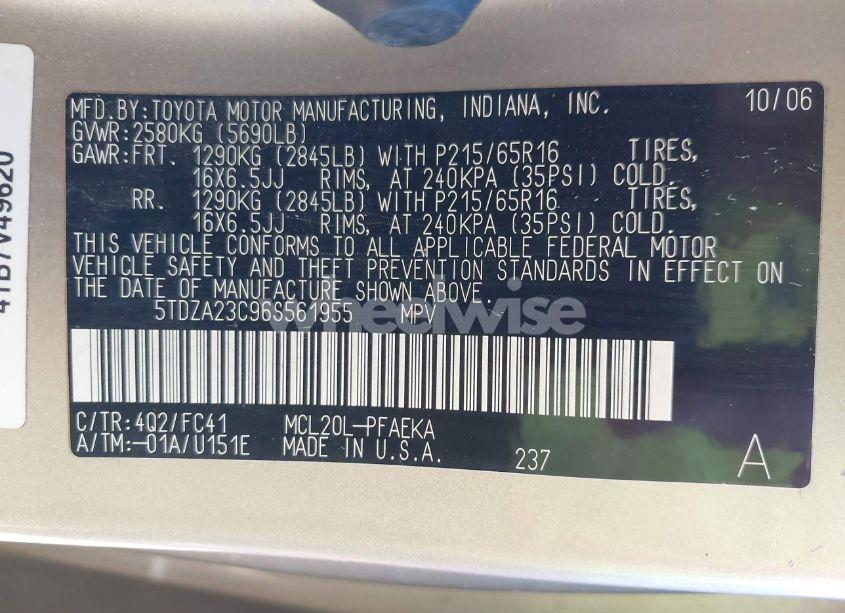 MFD.BY:TOYOTA MOTOR MANUFACTURING, INDIANA, INC. 10/06
GVWR:2580KG (5690LB)
GAWR:FRT. 1290KG (2845LB) WITH P215/65R16 TIRES,
16X6.5JJ RIMS, AT 240KPA (35PSI) COLD.
RR. 1290KG (2845LB) WITH P215/65R16 TIRES,
16X6.5JJ RIMS, AT 240KPA (35PSI) COLD.
THIS VEHICLE CONFORMS TO ALL APPLICABLE FEDERAL MOTOR
VEHICLE SAFETY AND THEFT PREVENTION STANDARDS IN EFFECT ON
THE DATE OF MANUFACTURE SHOWN ABOVE.
5TDZA23C96S561955 MPV
wheelwise
C/TR:4Q2/FC41 MCL20L-PFAEKA
A/TM:-01A/U151E MADE IN U.S.A. 237 A